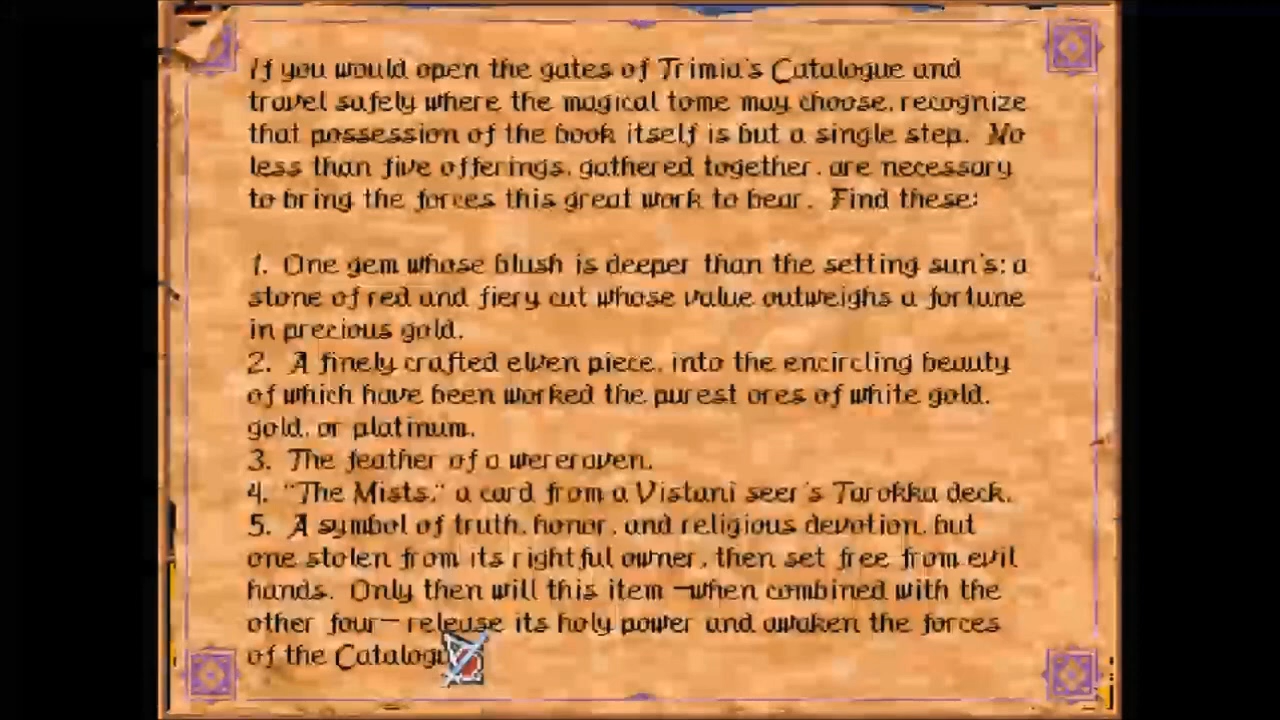 If you would open the gates of Trimia's Catalogue and
travel safely where the magical tome may choose, recognize
that possession of the book itself is but a single step. No
less than five offerings, gathered together, are necessary
to bring the forces this great work to bear. Find these:
1. One gem whose blush is deeper than the setting sun's; a
stone of red and fiery cut whose value outweighs a fortune
in precious gold.
2. A finely crafted elven piece, into the encircling beauty
of which have been worked the purest ores of white gold,
gold, or platinum.
3. The feather of a wereraven.
4. "The Mists," a card from a Vistani seer's Tarokka deck.
5. A symbol of truth, honor, and religious devotion, but
one stolen from its rightful owner, then set free from evil
hands. Only then will this item —when combined with the
other four— release its holy power and awaken the forces
of the